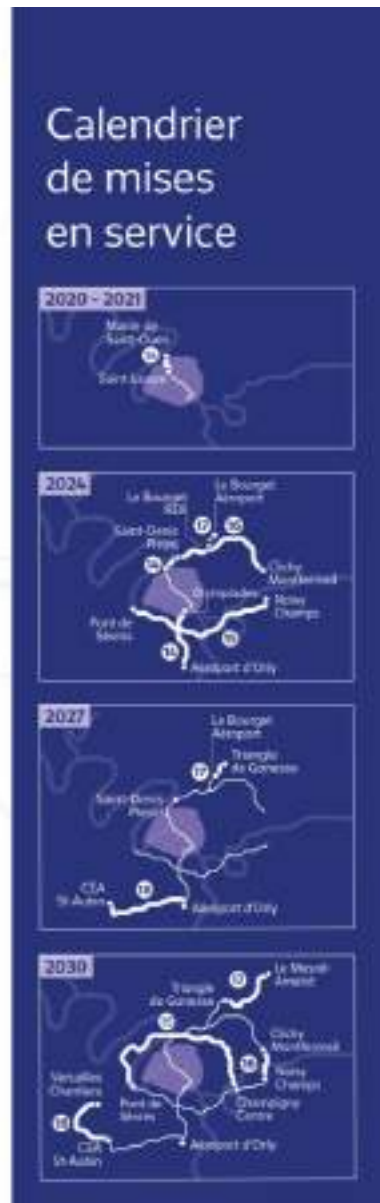 Calendrier
de mises
en service
2020 - 2021
Mairie de
Saint-Ouen
14
Saint-Lazare
2024
Le Bourget
Aéroport
Le Bourget
RER
17
16
Saint-Denis
Pleyel
14
Clichy
Montfermeil
Olympiades
Noisy
Champs
Pont de
Sèvres
15
14
Aéroport d'Orly
2027
Le Bourget
Aéroport
Triangle
de Gonesse
17
Saint-Denis
Pleyel
CEA
St-Aubin
18
Aéroport d'Orly
2030
Le Mesnil-
Amelot
17
Triangle
de Gonesse
15
Clichy
Montfermeil
16
Noisy
Champs
Versailles
Chantiers
Pont de
Sèvres
Champigny
Centre
18
CEA
St-Aubin
Aéroport d'Orly